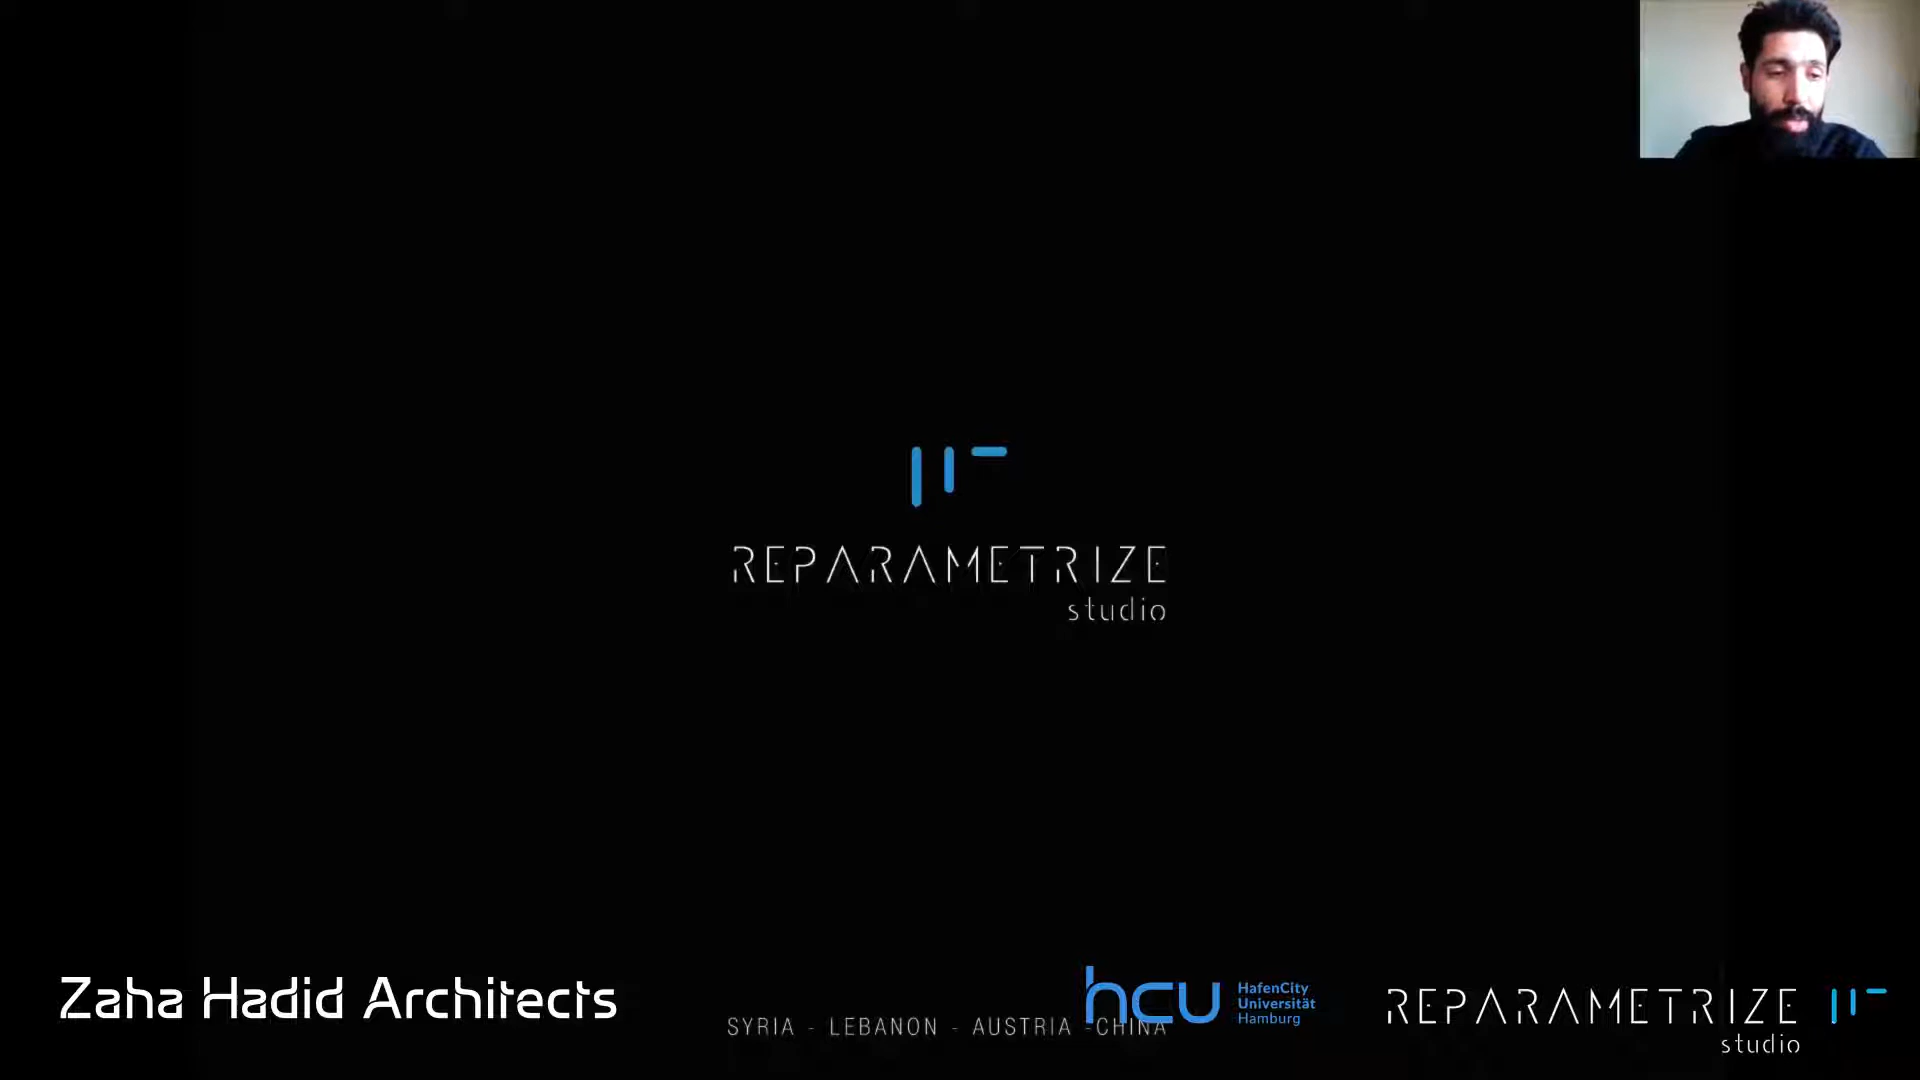 REPARAMETRIZE
studio
Zaha Hadid Architects
SYRIA - LEBANON - AUSTRIA -CHINA
hcu
HafenCity
Universität
Hamburg
REPARAMETRIZE
studio